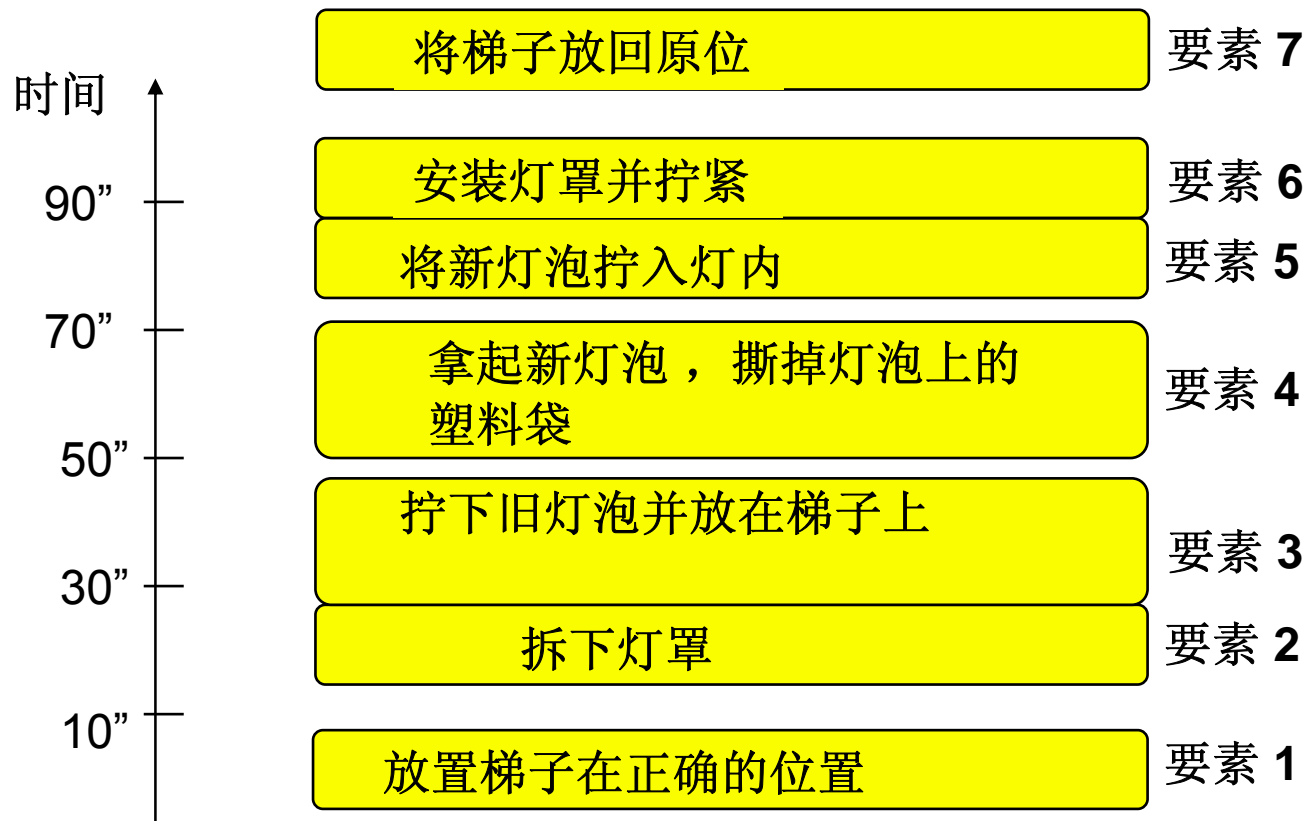 将梯子放回原位 要素 7
时间
安装灯罩并拧紧 要素 6
90”
将新灯泡拧入灯内 要素 5
70”
拿起新灯泡 ，撕掉灯泡上的
塑料袋
要素 4
50”
拧下旧灯泡并放在梯子上
要素 3
30”
拆下灯罩 要素 2
10”
放置梯子在正确的位置 要素 1